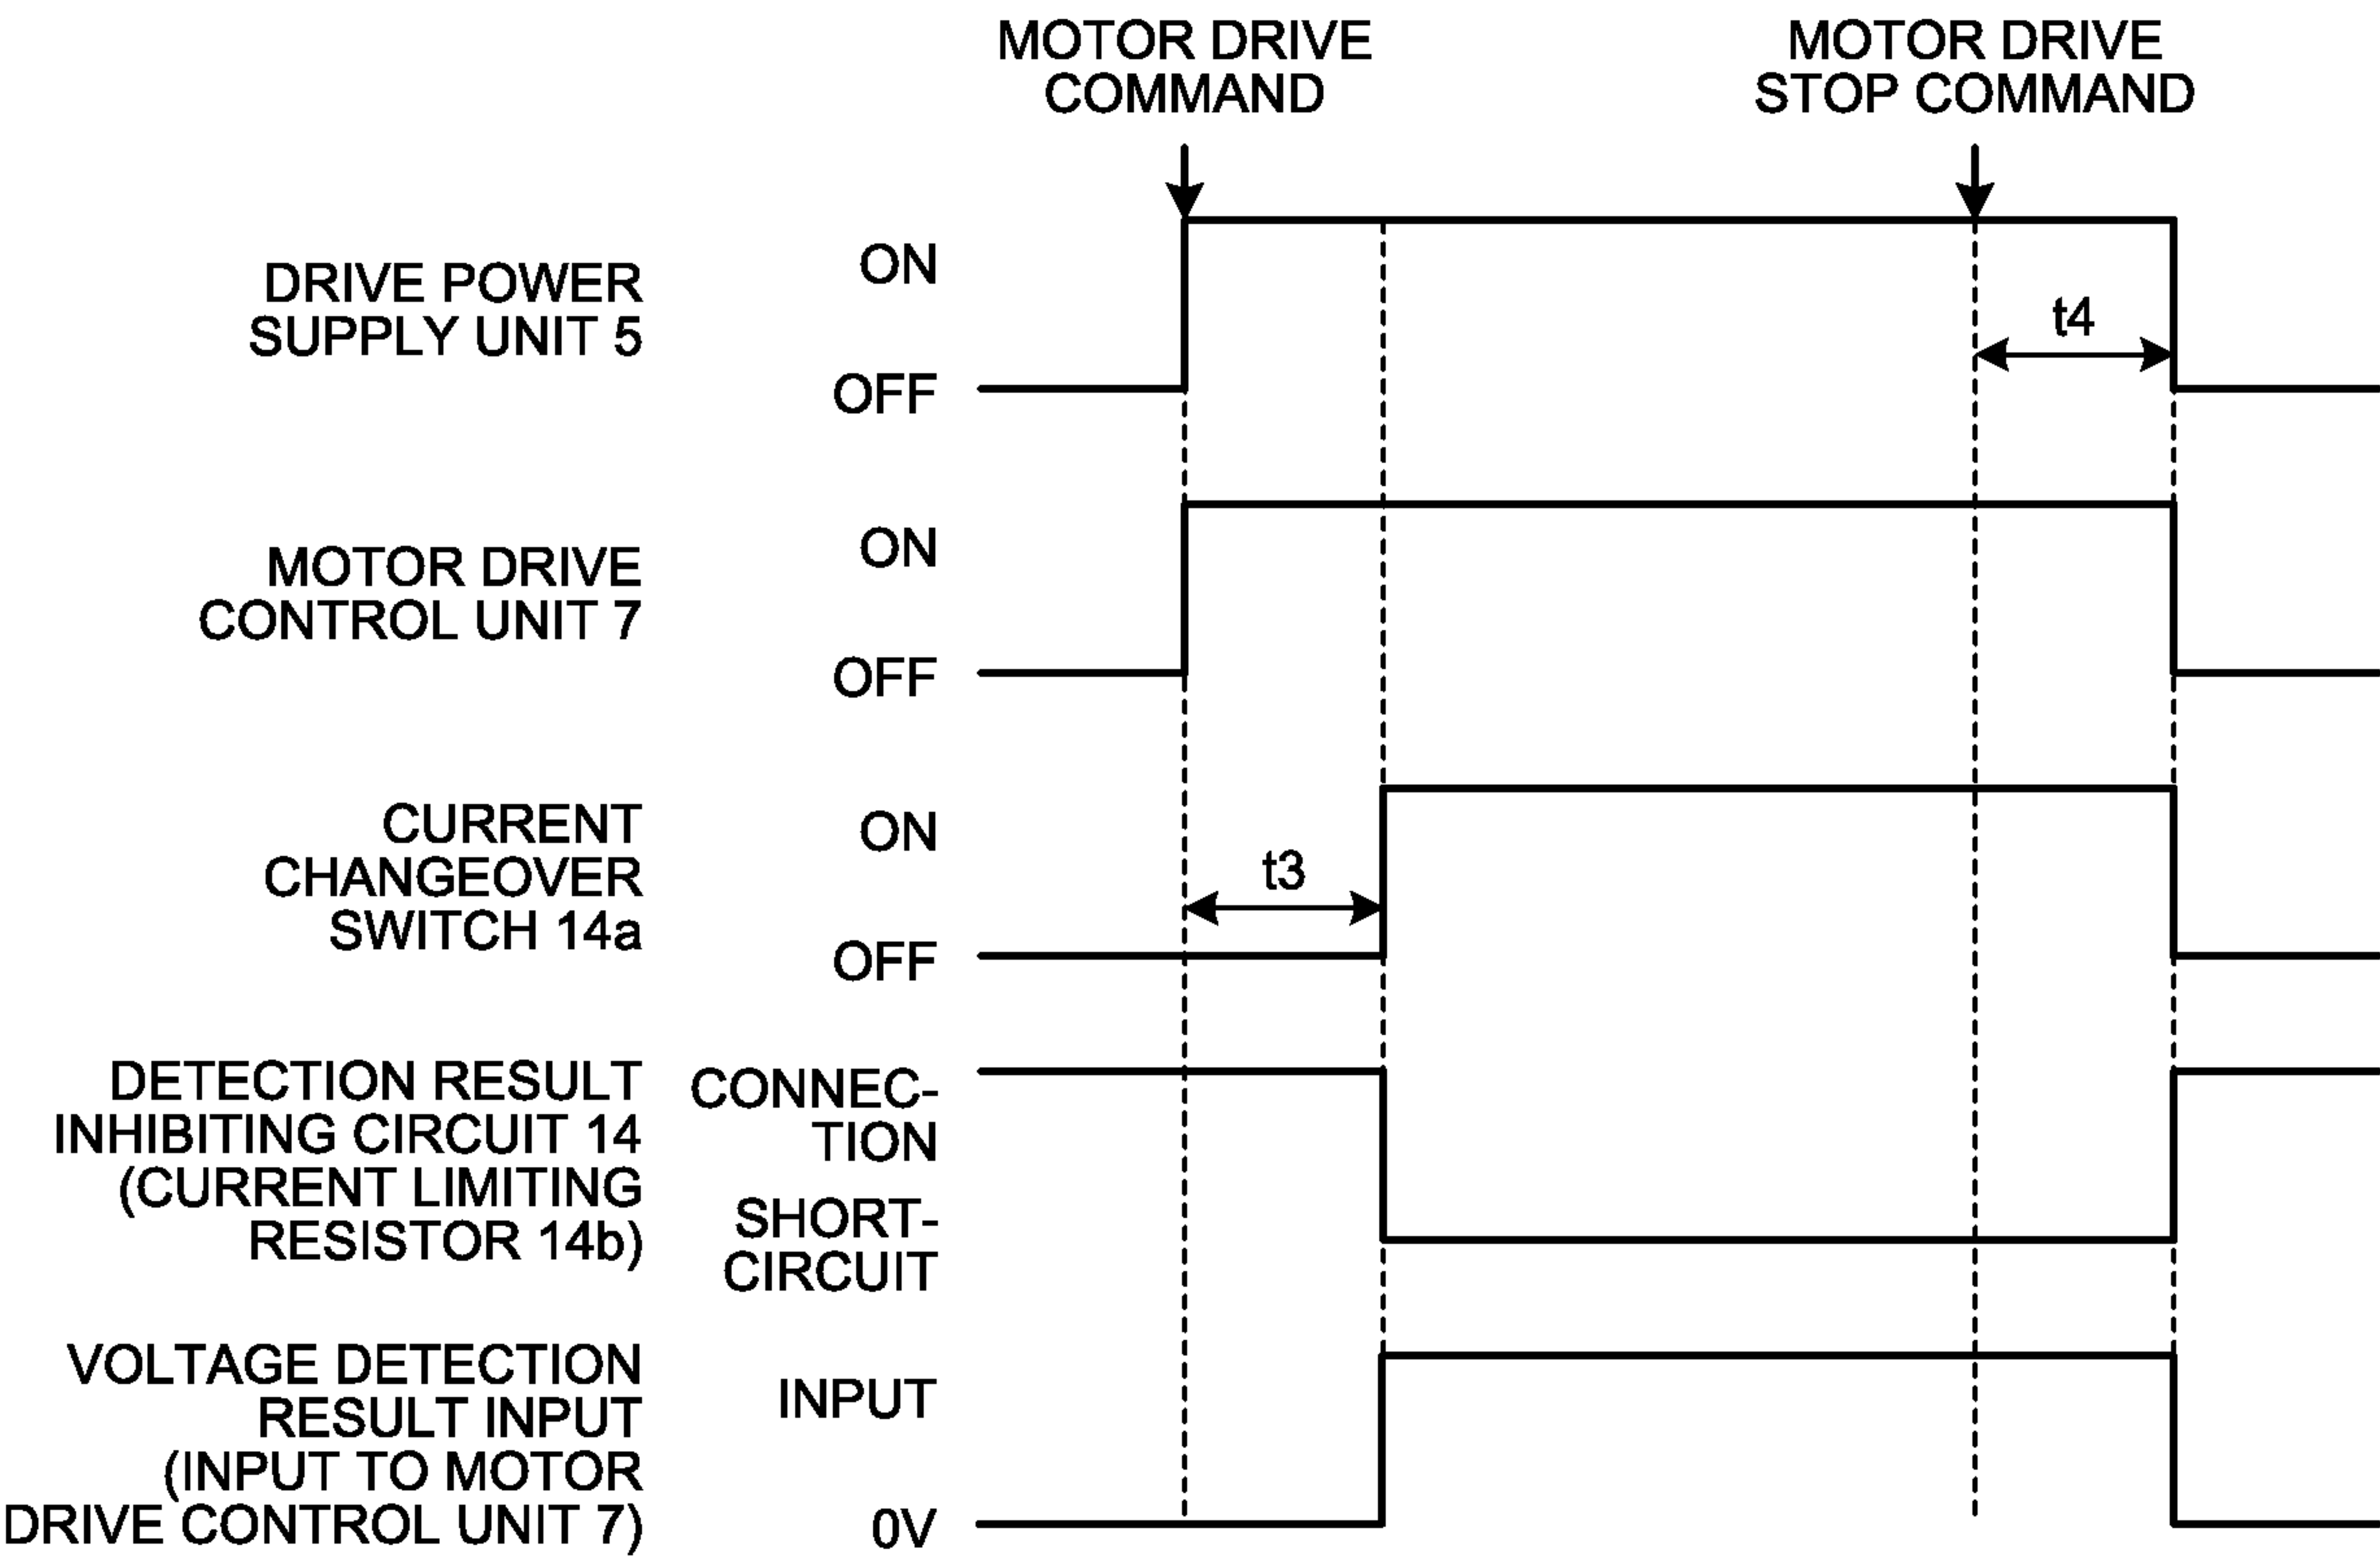 MOTOR DRIVE
COMMAND
MOTOR DRIVE
STOP COMMAND
DRIVE POWER
SUPPLY UNIT 5
ON
OFF
t4
MOTOR DRIVE
CONTROL UNIT 7
ON
OFF
CURRENT
CHANGEOVER
SWITCH 14a
ON
OFF
t3
DETECTION RESULT
INHIBITING CIRCUIT 14
(CURRENT LIMITING
RESISTOR 14b)
CONNEC-
TION
SHORT-
CIRCUIT
VOLTAGE DETECTION
RESULT INPUT
(INPUT TO MOTOR
DRIVE CONTROL UNIT 7)
INPUT
0V